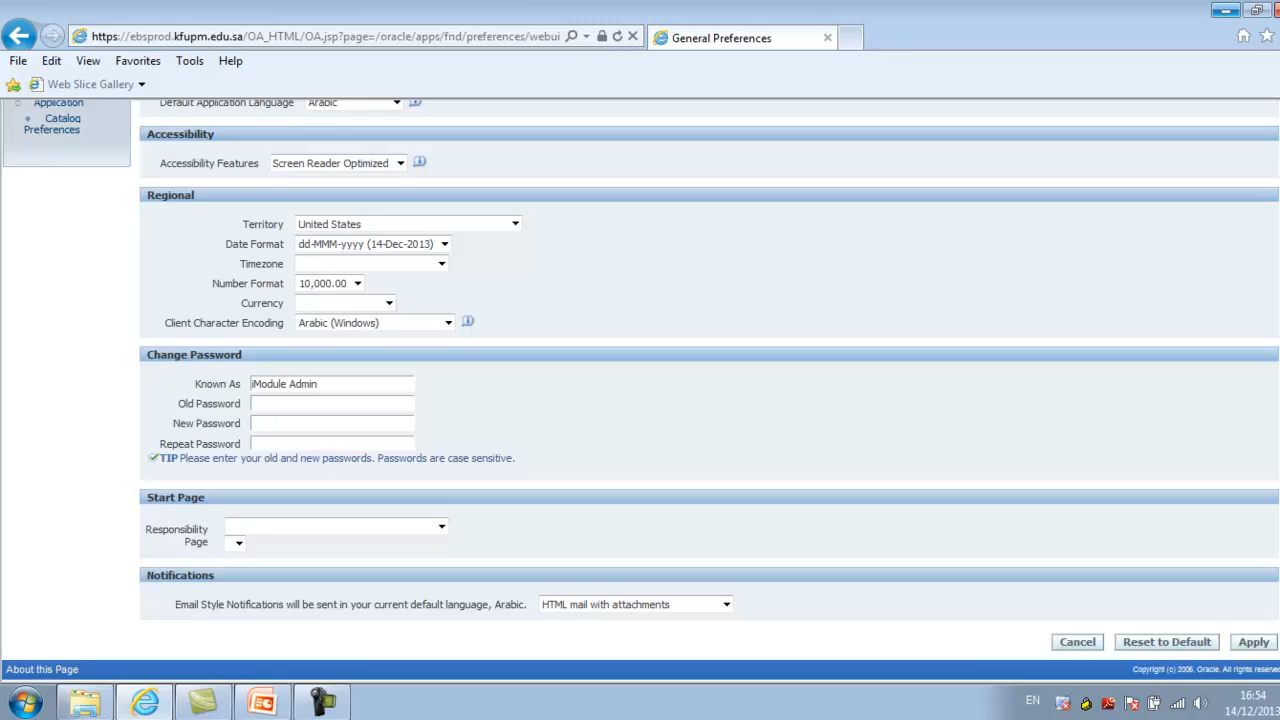 https://ebsprod.kfupm.edu.sa/OA_HTML/OA.jsp?page=/oracle/apps/fnd/preferences/webui
General Preferences
File Edit View Favorites Tools Help
Web Slice Gallery
Application
Catalog
Preferences
Default Application Language Arabic
Accessibility
Accessibility Features Screen Reader Optimized
Regional
Territory United States
Date Format dd-MMM-yyyy (14-Dec-2013)
Timezone
Number Format 10,000.00
Currency
Client Character Encoding Arabic (Windows)
Change Password
Known As iModule Admin
Old Password
New Password
Repeat Password
TIP Please enter your old and new passwords. Passwords are case sensitive.
Start Page
Responsibility
Page
Notifications
Email Style Notifications will be sent in your current default language, Arabic. HTML mail with attachments
Cancel Reset to Default Apply
About this Page
Copyright (c) 2006, Oracle. All rights reserved
EN
16:54
14/12/2013